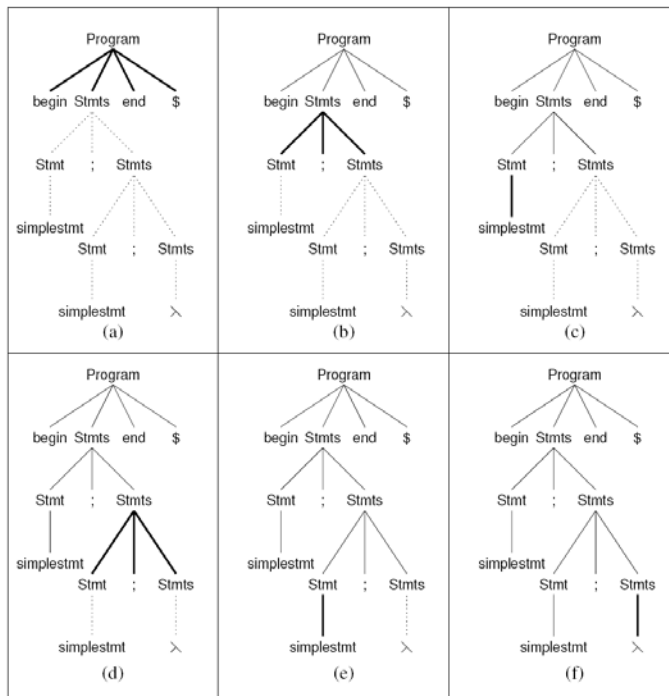 Program
begin Stmts end $
Stmt ; Stmts
simplestmt
Stmt ; Stmts
simplestmt λ
(a)
Program
begin Stmts end $
Stmt ; Stmts
simplestmt
Stmt ; Stmts
simplestmt λ
(b)
Program
begin Stmts end $
Stmt ; Stmts
simplestmt
Stmt ; Stmts
simplestmt λ
(c)
Program
begin Stmts end $
Stmt ; Stmts
simplestmt
Stmt ; Stmts
simplestmt λ
(d)
Program
begin Stmts end $
Stmt ; Stmts
simplestmt
Stmt ; Stmts
simplestmt λ
(e)
Program
begin Stmts end $
Stmt ; Stmts
simplestmt
Stmt ; Stmts
simplestmt λ
(f)